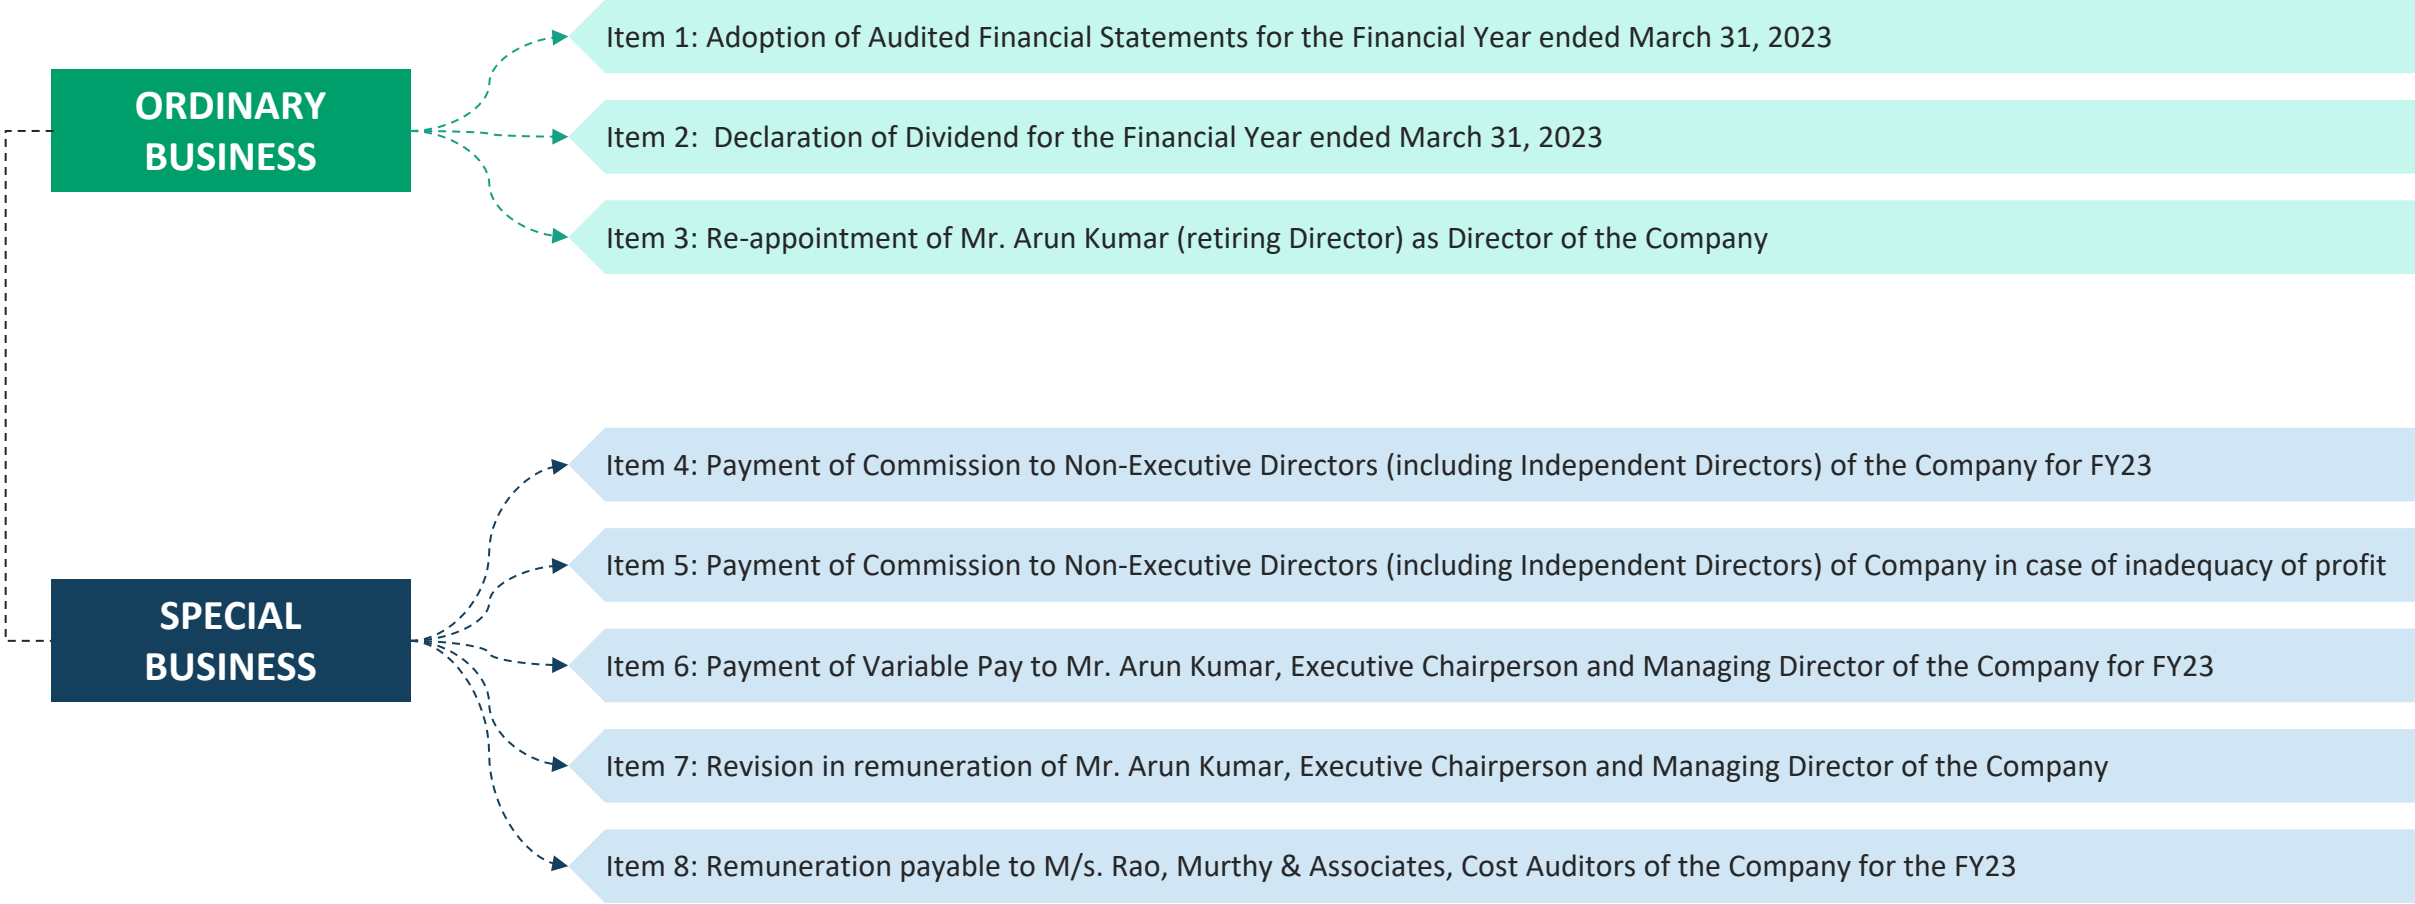 Item 1: Adoption of Audited Financial Statements for the Financial Year ended March 31, 2023
ORDINARY
BUSINESS
Item 2:  Declaration of Dividend for the Financial Year ended March 31, 2023
Item 3: Re-appointment of Mr. Arun Kumar (retiring Director) as Director of the Company
Item 4: Payment of Commission to Non-Executive Directors (including Independent Directors) of the Company for FY23
Item 5: Payment of Commission to Non-Executive Directors (including Independent Directors) of Company in case of inadequacy of profit
SPECIAL
BUSINESS
Item 6: Payment of Variable Pay to Mr. Arun Kumar, Executive Chairperson and Managing Director of the Company for FY23
Item 7: Revision in remuneration of Mr. Arun Kumar, Executive Chairperson and Managing Director of the Company
Item 8: Remuneration payable to M/s. Rao, Murthy & Associates, Cost Auditors of the Company for the FY23